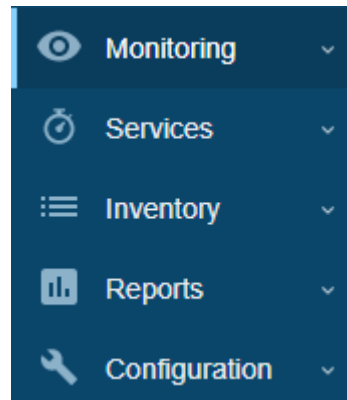 Monitoring
Services
Inventory
Reports
Configuration